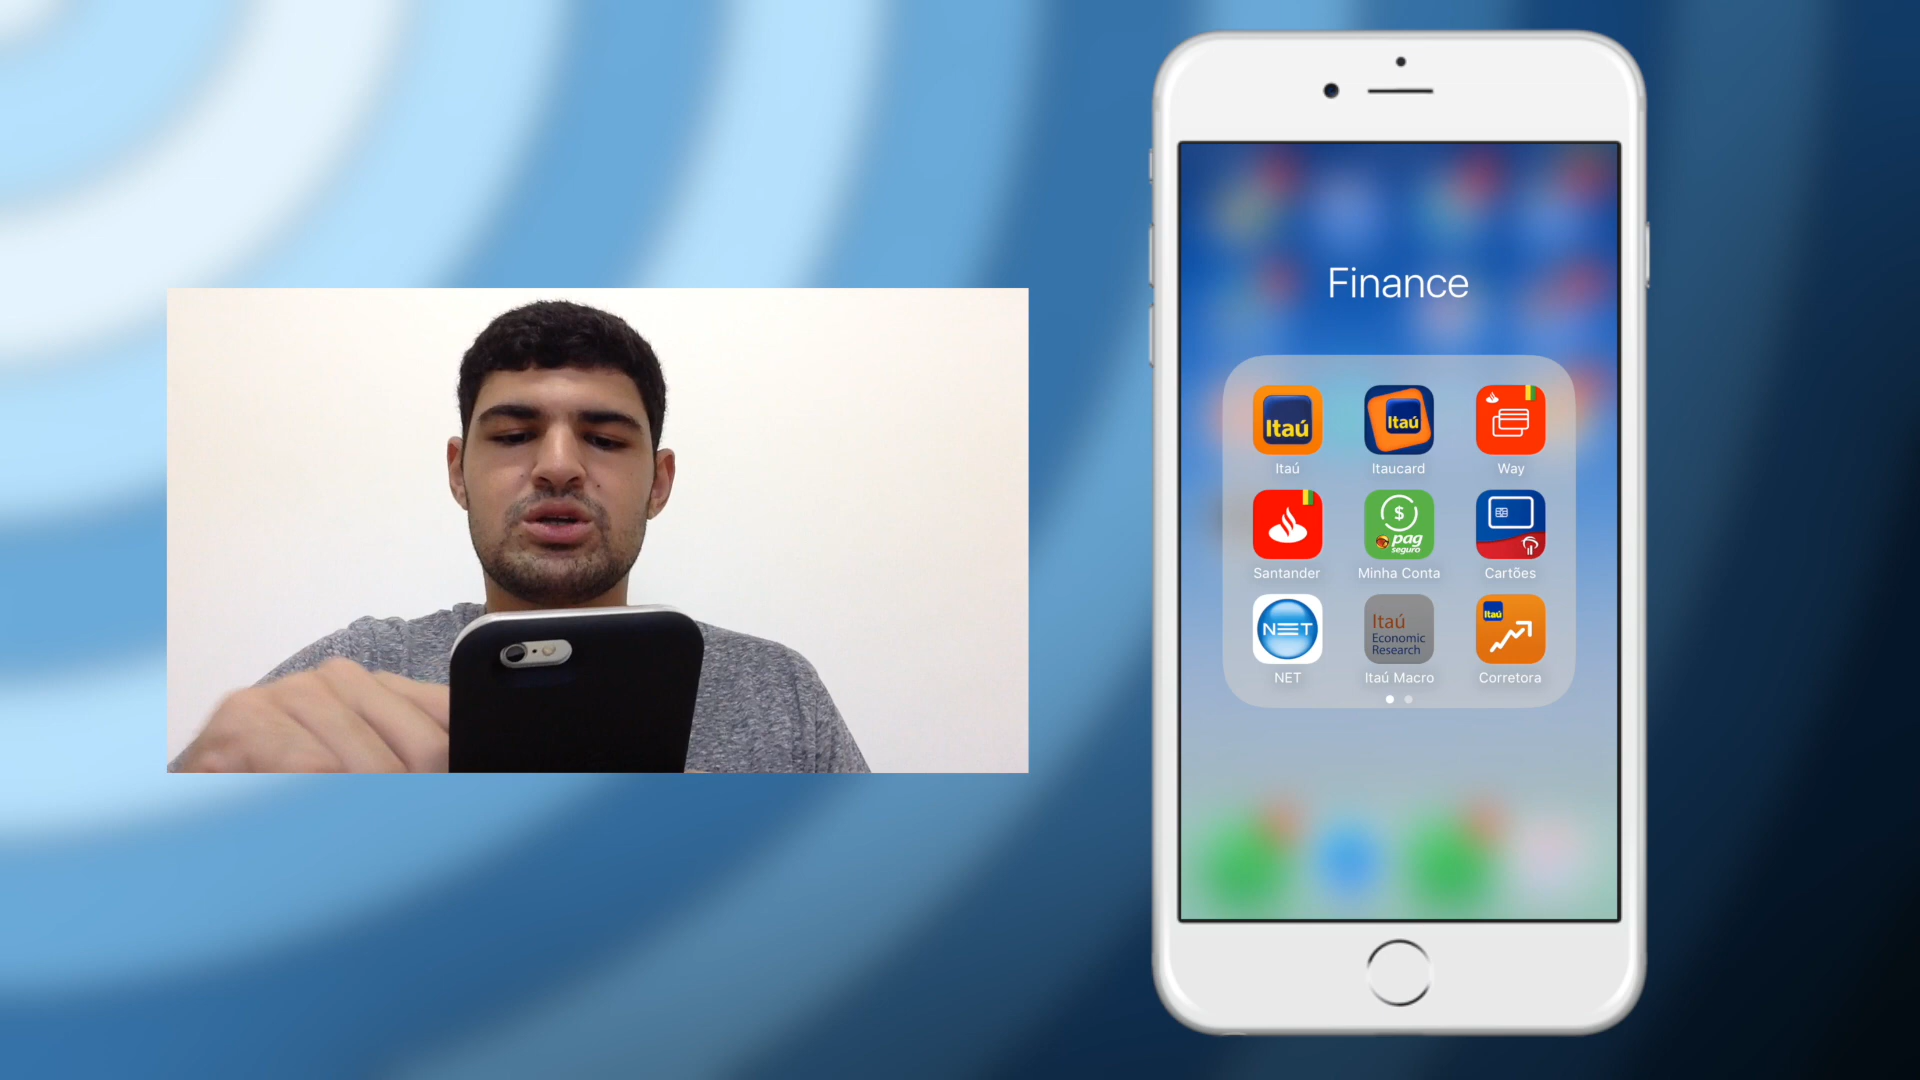 Finance
Itaú
Itaú
Itaú
Itaucard
Way
$
pag
seguro
Santander
Minha Conta
Cartões
NET
Itaú
Economic
Research
Itaú
NET
Itaú Macro
Corretora